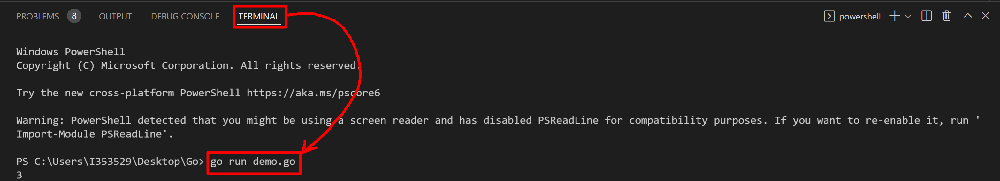 PROBLEMS 8 OUTPUT DEBUG CONSOLE TERMINAL powershell
Windows PowerShell
Copyright (C) Microsoft Corporation. All rights reserved.
Try the new cross-platform PowerShell https://aka.ms/pscore6
Warning: PowerShell detected that you might be using a screen reader and has disabled PSReadLine for compatibility purposes. If you want to re-enable it, run '
Import-Module PSReadLine'.
PS C:\Users\I353529\Desktop\Go> go run demo.go
3